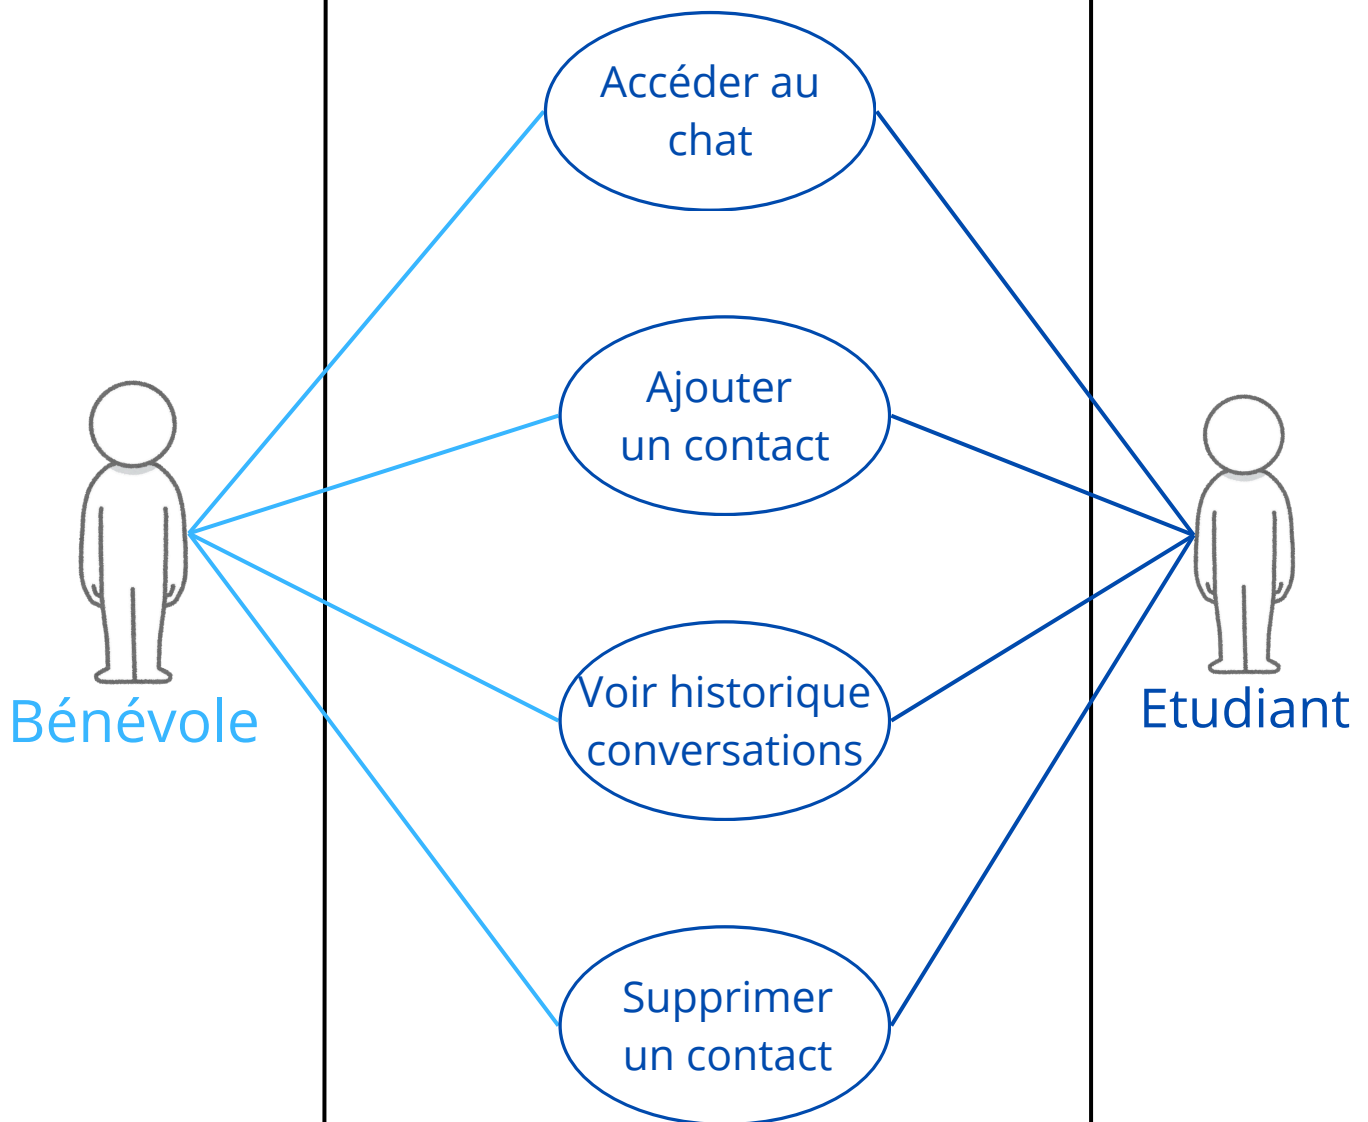 Accéder au
chat
Ajouter
un contact
Voir historique
conversations
Bénévole
Etudiant
Supprimer
un contact